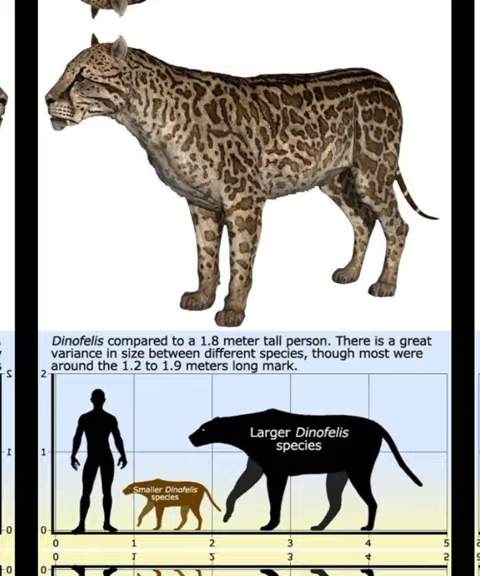 Dinofelis compared to a 1.8 meter tall person. There is a great
variance in size between different species, though most were
around the 1.2 to 1.9 meters long mark.
2
Larger Dinofelis
species
1
Smaller Dinofelis
species
0
0 1 2 3 4 5